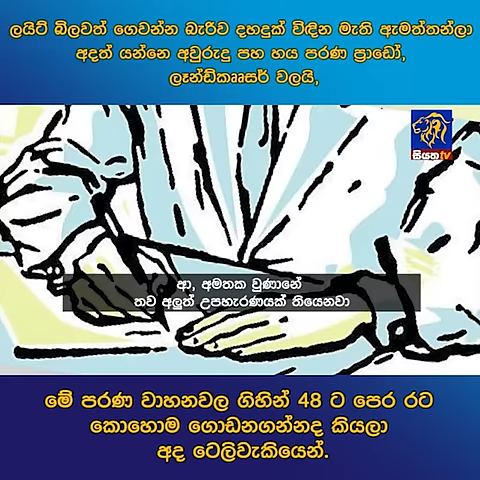 ලයිට් බිලවත් ගෙවන්න බැරිව දහදුක් විඳින මැති ඇමත්තන්ලා
අදත් යන්නෙ අවුරුදු පහ හය පරණ ප්‍රාඩෝ,
ලෑන්ඩ්කෲසර් වලයි,
සියත tv
ආ, අමතක වුණානේ
තව අලුත් උපහැරණයක් තියෙනවා
මේ පරණ වාහනවල ගිහින් 48 ට පෙර රට
කොහොම ගොඩනගන්නද කියලා
අද ටෙලිවැකියෙන්.